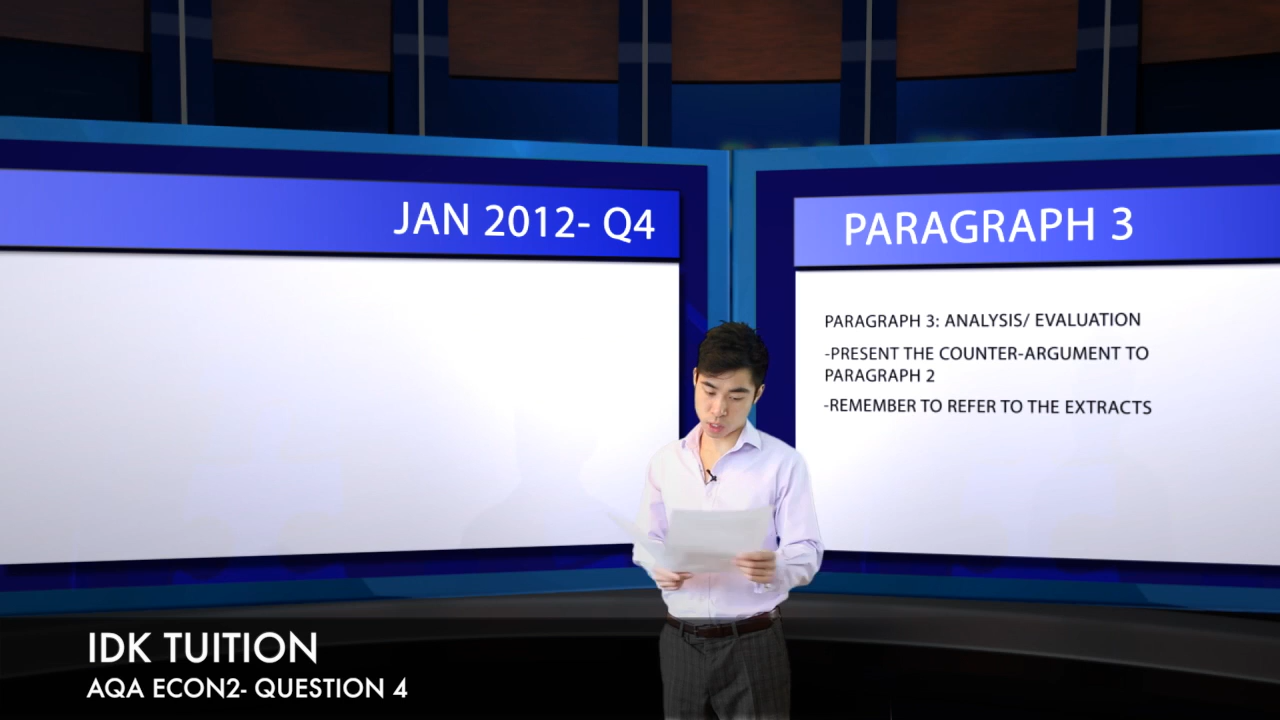 JAN 2012- Q4
PARAGRAPH 3
PARAGRAPH 3: ANALYSIS/ EVALUATION
-PRESENT THE COUNTER-ARGUMENT TO
PARAGRAPH 2
-REMEMBER TO REFER TO THE EXTRACTS
IDK TUITION
AQA ECON2- QUESTION 4